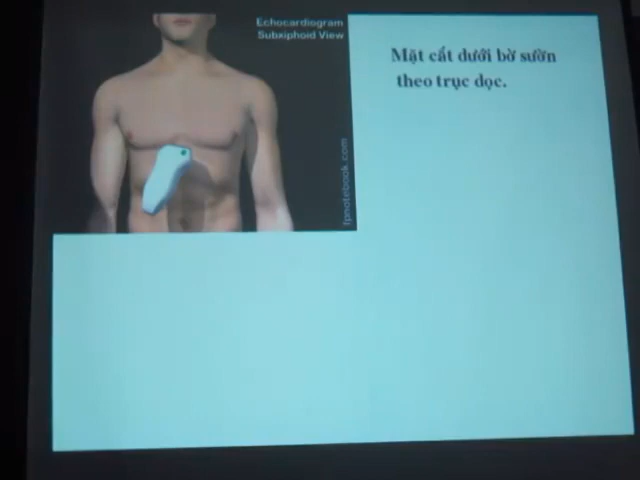 Echocardiogram
Subxiphoid View
Mặt cắt dưới bờ sườn
theo trục dọc.
fpnotebook.com